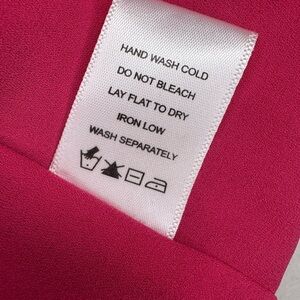 HAND WASH COLD
DO NOT BLEACH
LAY FLAT TO DRY
IRON LOW
WASH SEPARATELY